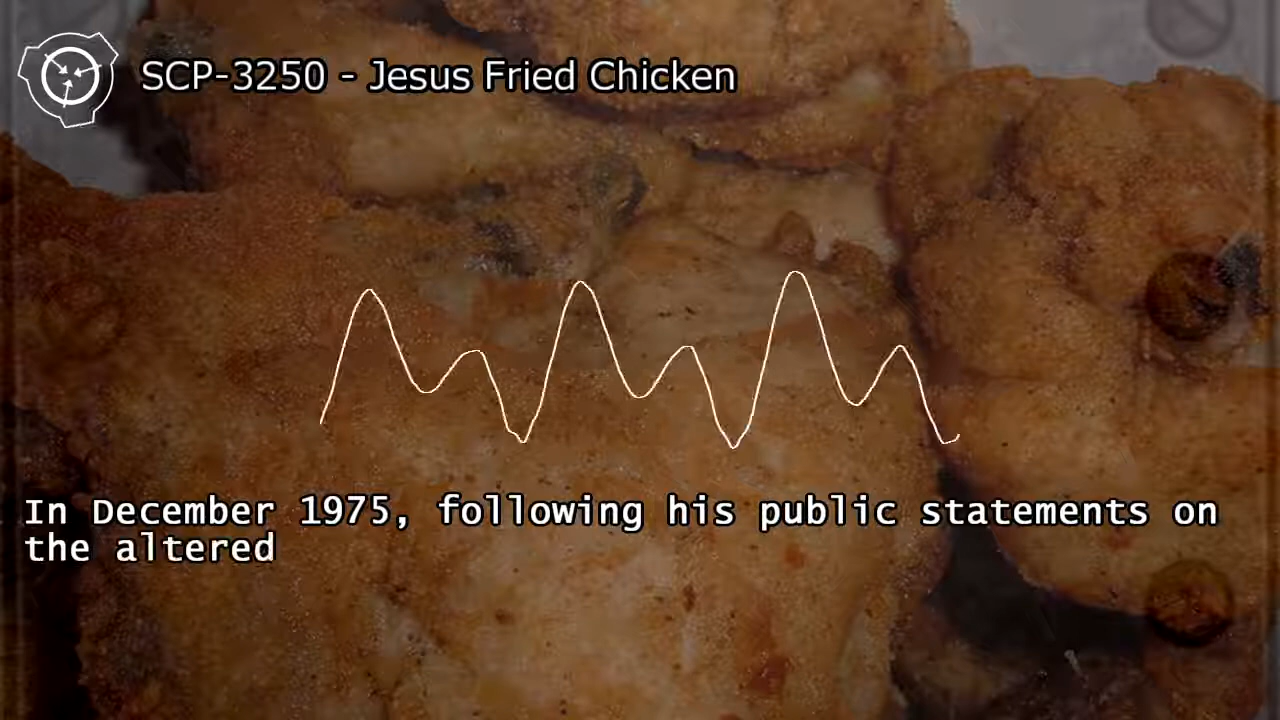 SCP-3250 - Jesus Fried Chicken
In December 1975, following his public statements on
the altered